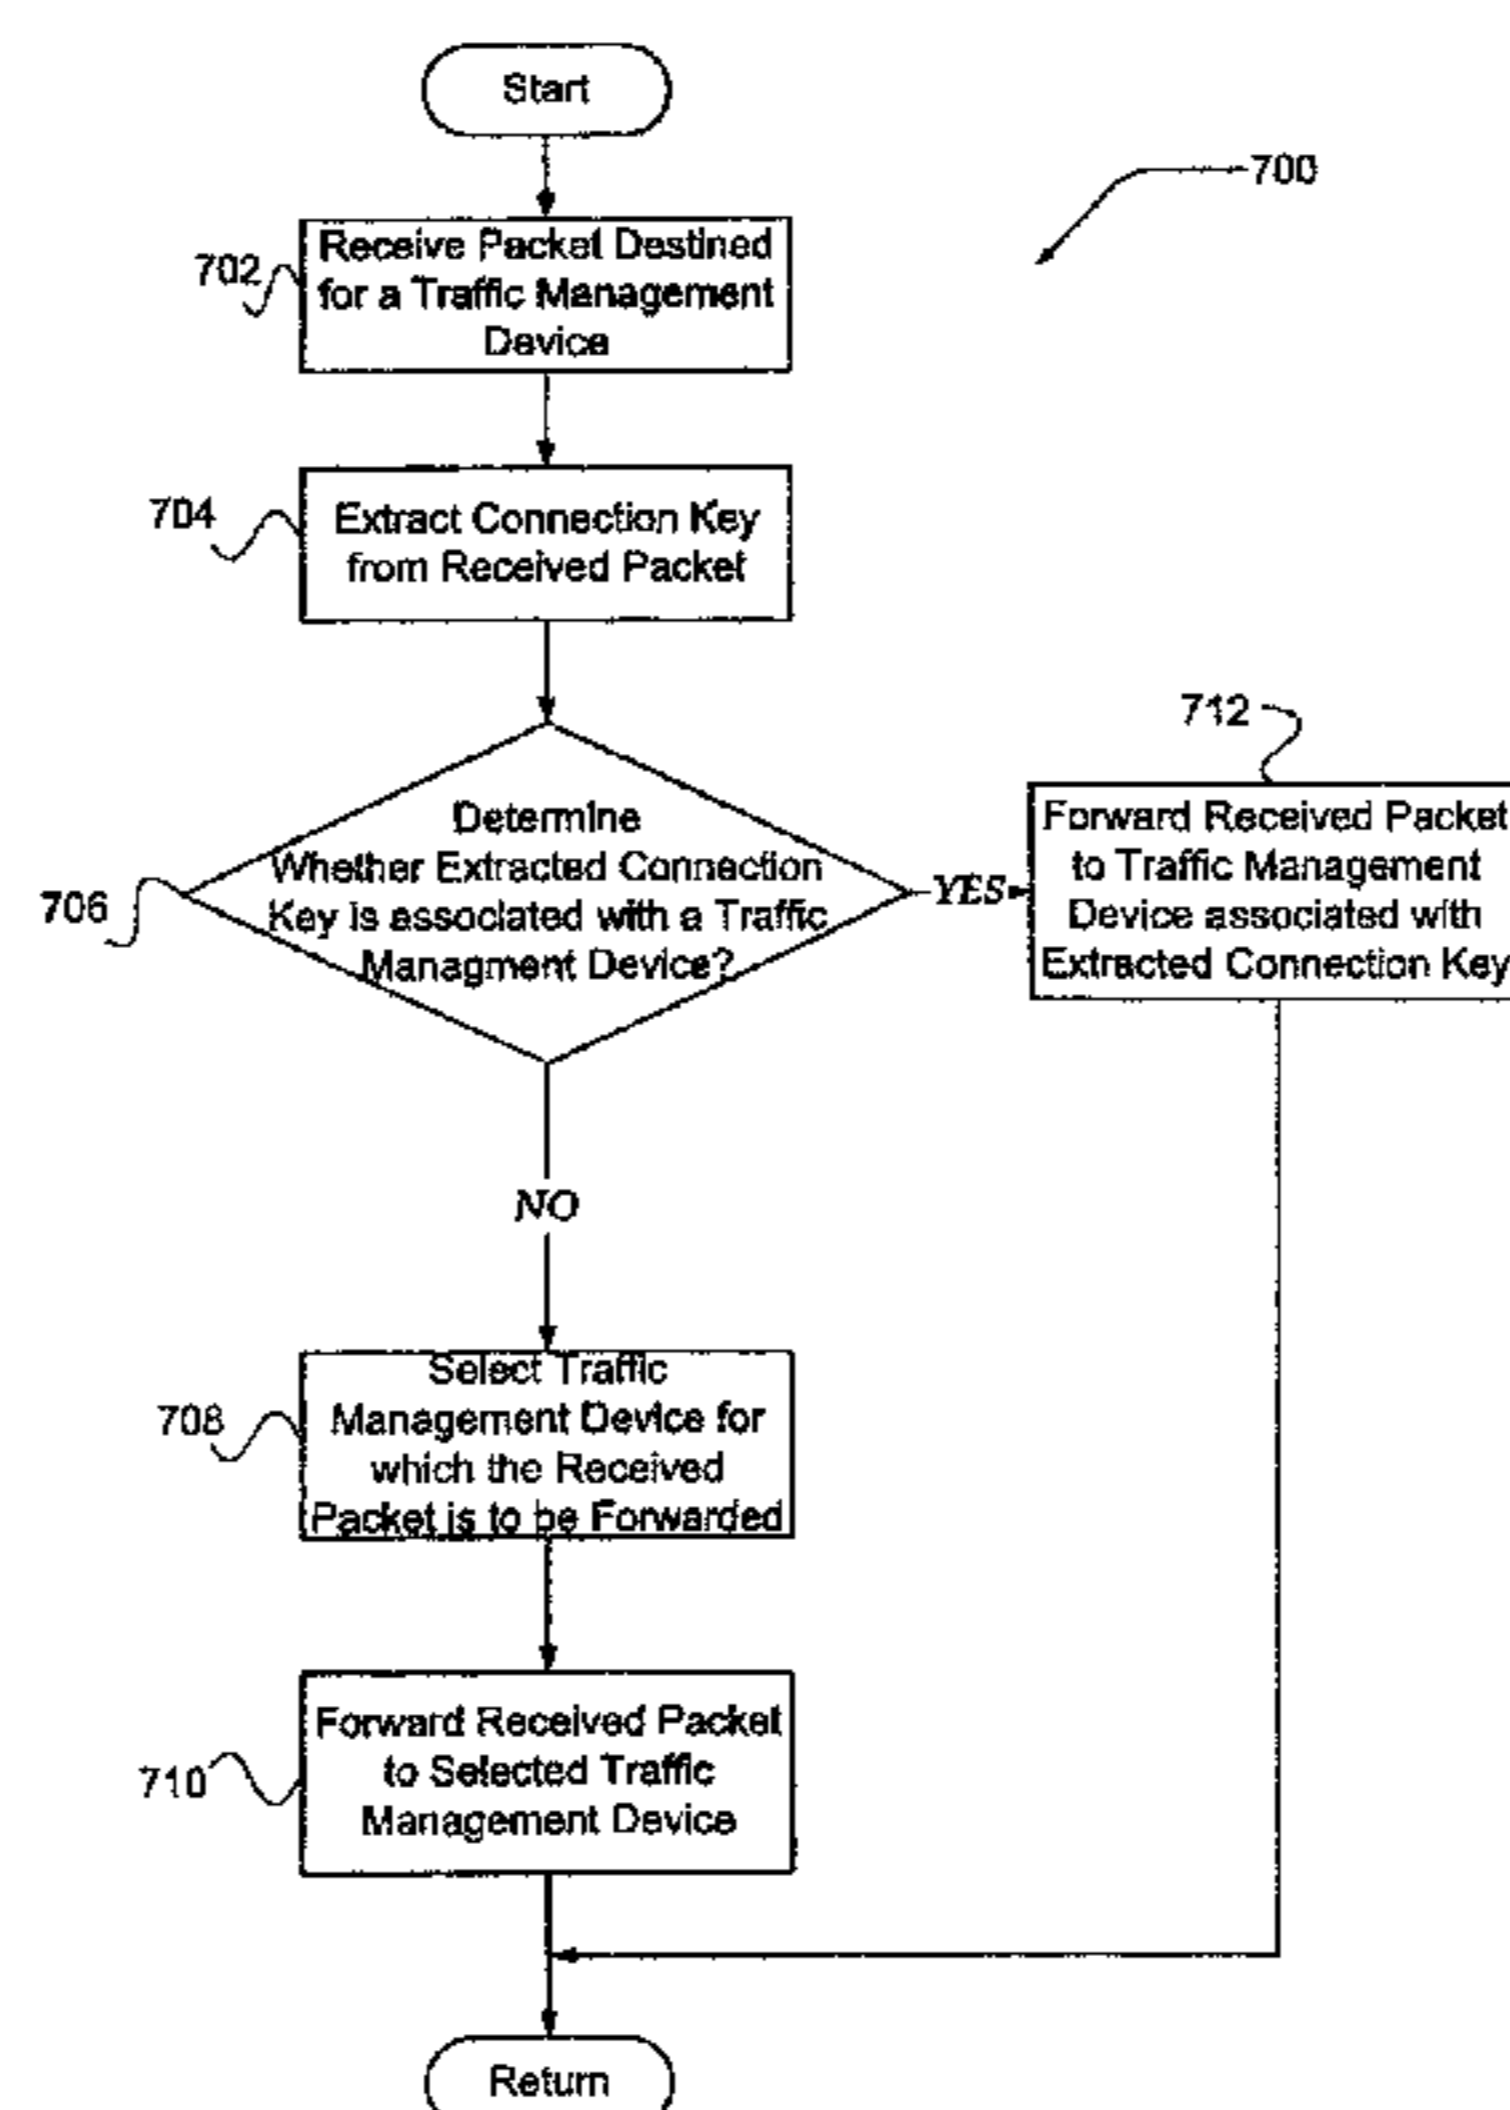 Start
700
702
Receive Packet Destined
for a Traffic Management
Device
704
Extract Connection Key
from Received Packet
706
Determine
Whether Extracted Connection
Key is associated with a Traffic
Managment Device?
YES
712
Forward Received Packet
to Traffic Management
Device associated with
Extracted Connection Key
NO
708
Select Traffic
Management Device for
which the Received
Packet is to be Forwarded
710
Forward Received Packet
to Selected Traffic
Management Device
Return